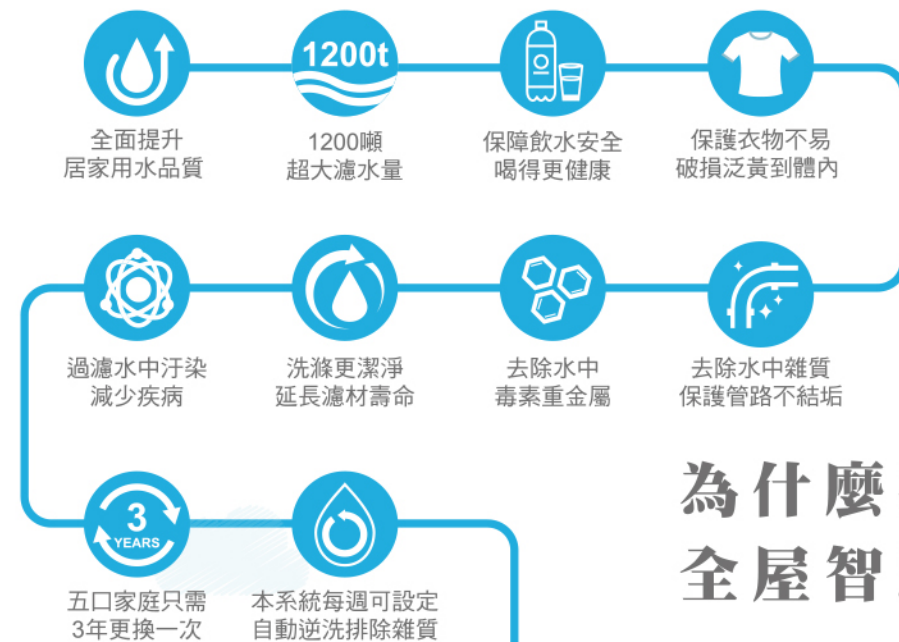 1200t
全面提升
居家用水品質
1200噸
超大濾水量
保障飲水安全
喝得更健康
保護衣物不易
破損泛黃到體內
過濾水中汙染
減少疾病
洗滌更潔淨
延長濾材壽命
去除水中
毒素重金屬
去除水中雜質
保護管路不結垢
3
YEARS
五口家庭只需
3年更換一次
本系統每週可設定
自動逆洗排除雜質
為什麼
全屋智